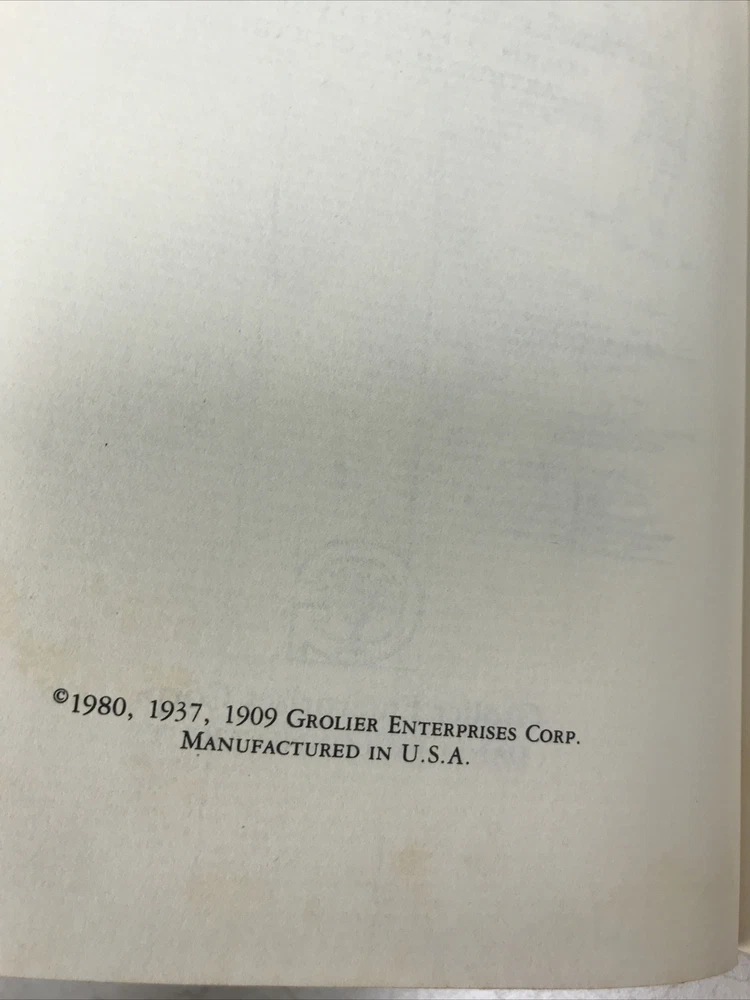 ©1980, 1937, 1909 GROLIER ENTERPRISES CORP.
MANUFACTURED IN U.S.A.